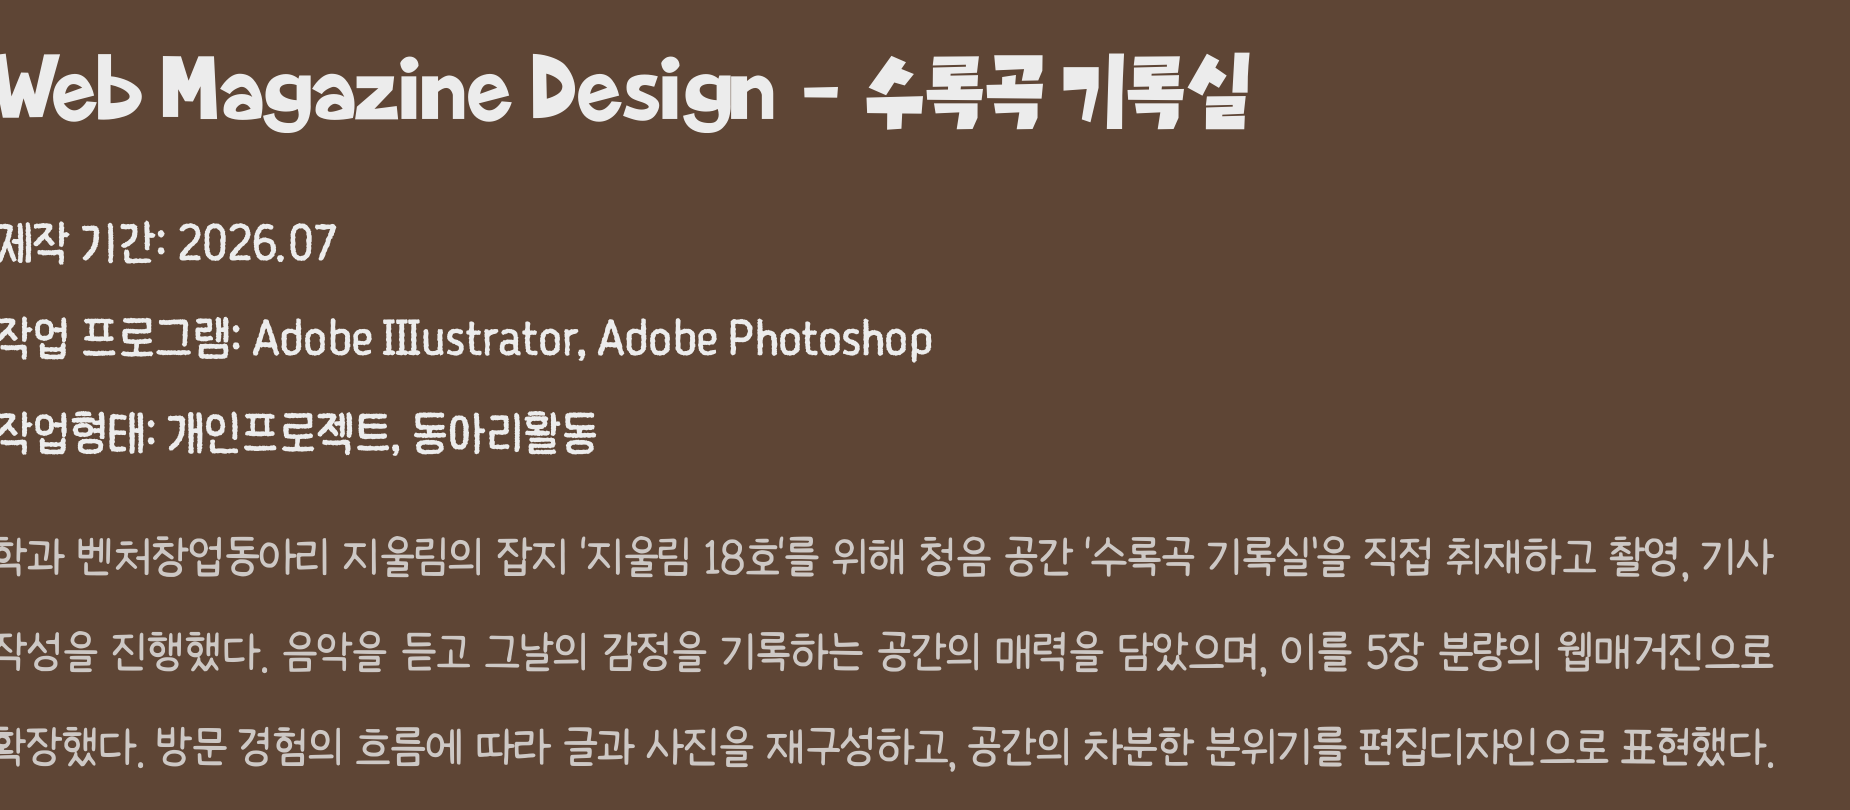 Web Magazine Design - 수록곡 기록실
제작 기간: 2026.07
작업 프로그램: Adobe Illustrator, Adobe Photoshop
작업형태: 개인프로젝트, 동아리활동
학과 벤처창업동아리 지울림의 잡지 '지울림 18호'를 위해 청음 공간 '수록곡 기록실'을 직접 취재하고 촬영, 기사
작성을 진행했다. 음악을 듣고 그날의 감정을 기록하는 공간의 매력을 담았으며, 이를 5장 분량의 웹매거진으로
확장했다. 방문 경험의 흐름에 따라 글과 사진을 재구성하고, 공간의 차분한 분위기를 편집디자인으로 표현했다.